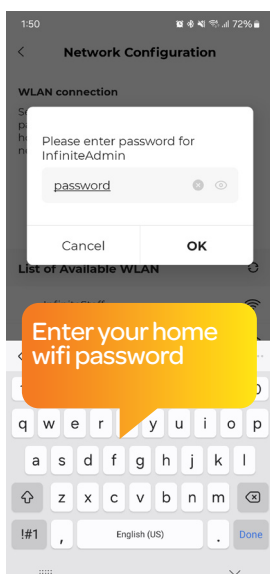 1:50
72%
Network Configuration
WLAN connection
Please enter password for
InfiniteAdmin
password
Cancel
OK
List of Available WLAN
Enter your home
wifi password
q w e r y u i o p
a s d f g h j k l
z x c v b n m
!#1 , English (US) . Done